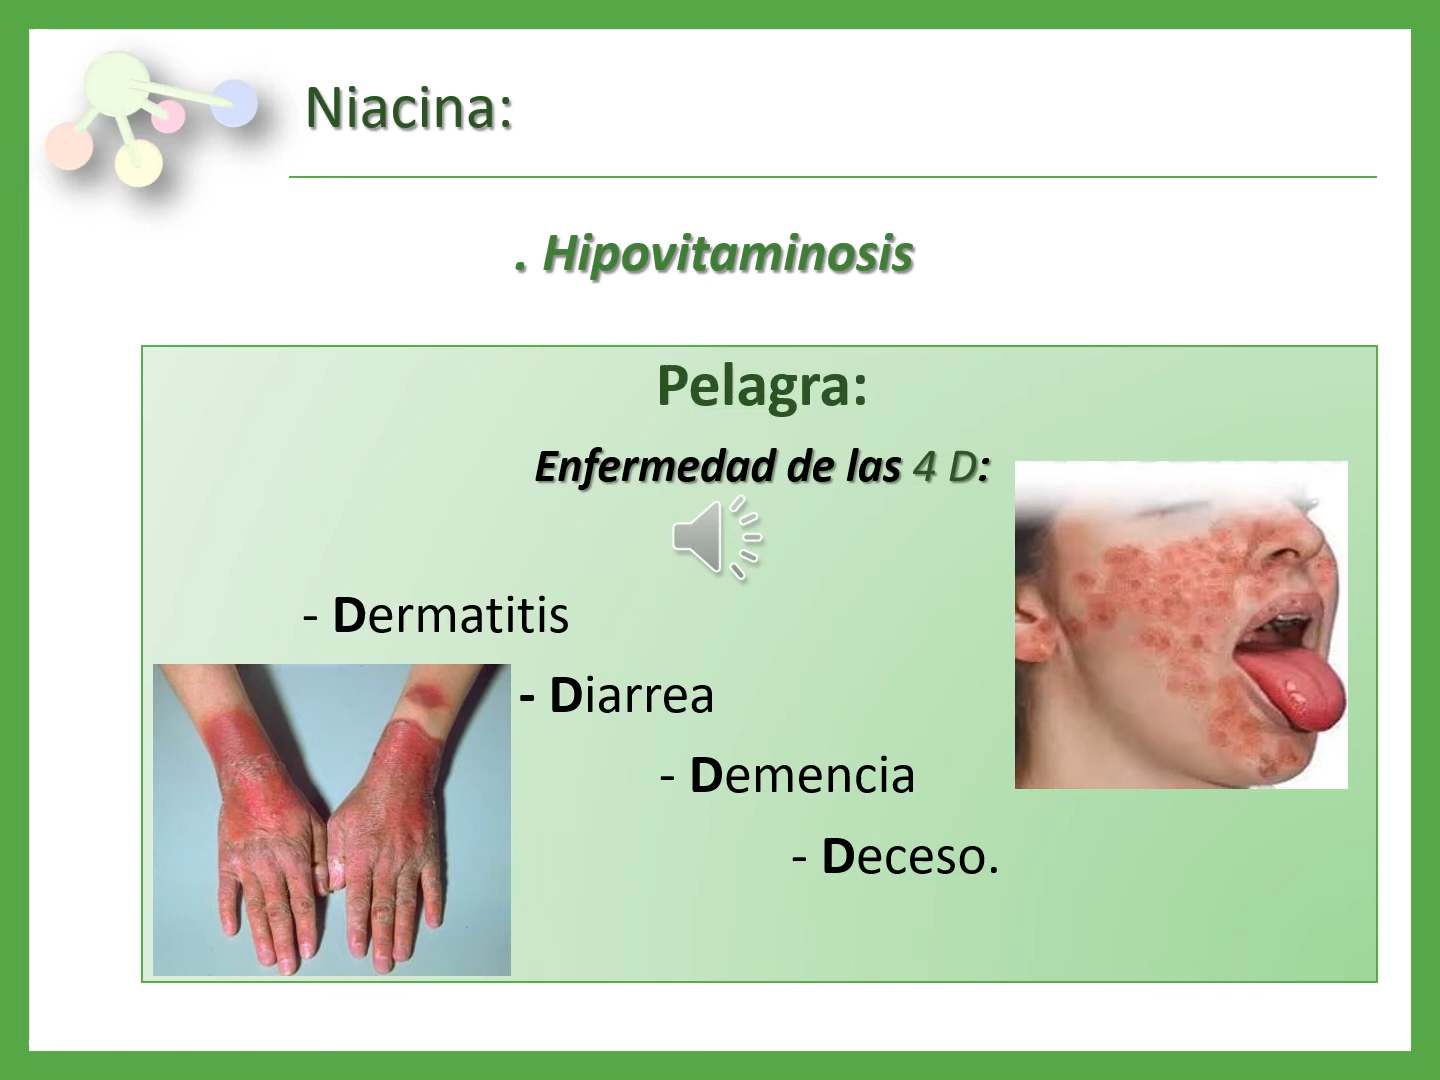 Niacina:
. Hipovitaminosis
Pelagra:
Enfermedad de las 4 D:
- Dermatitis
- Diarrea
- Demencia
- Deceso.